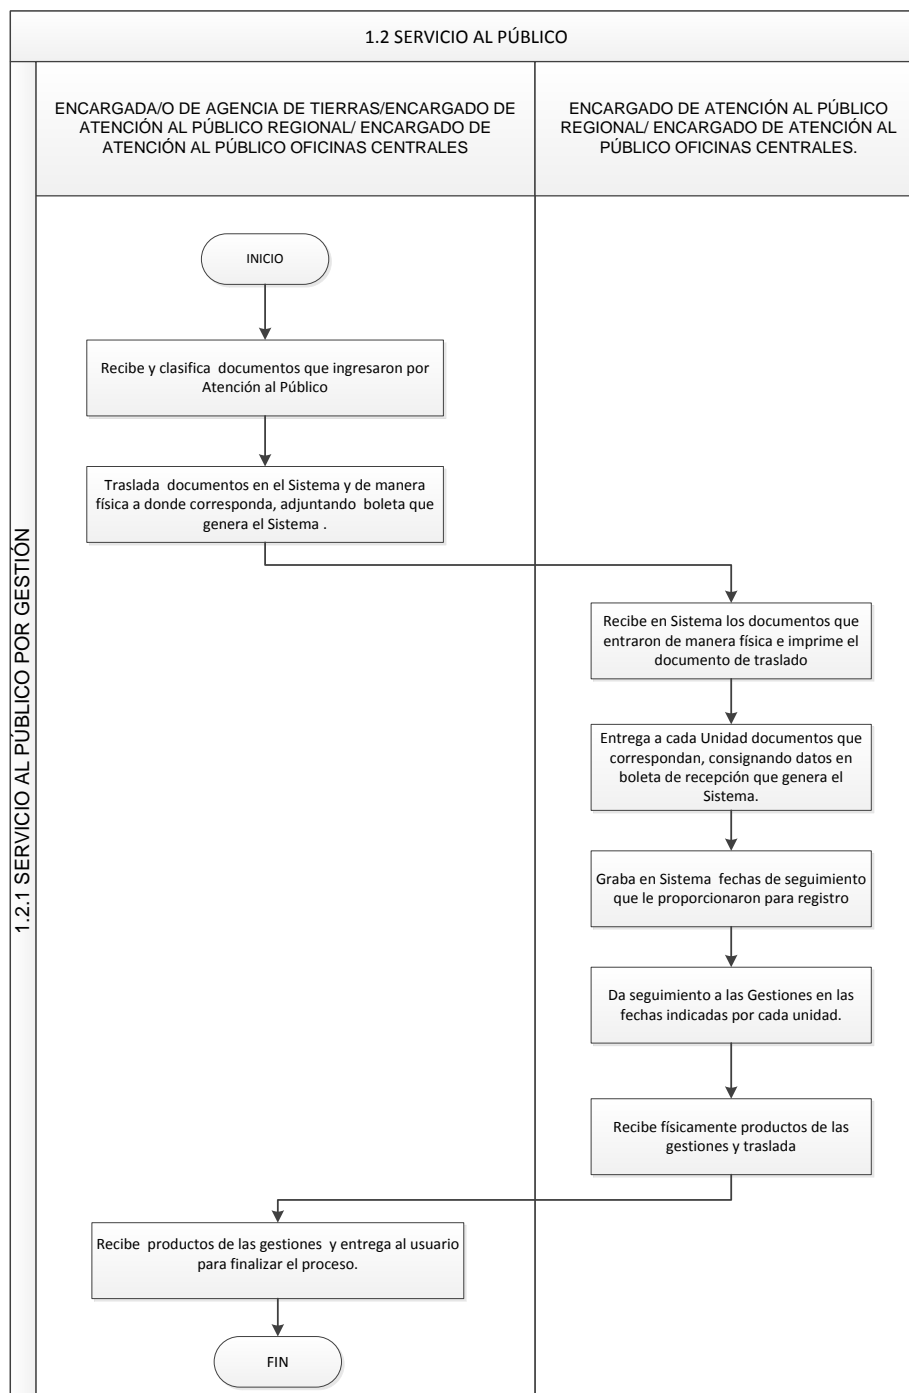 1.2 SERVICIO AL PÚBLICO
1.2.1 SERVICIO AL PÚBLICO POR GESTIÓN
ENCARGADA/O DE AGENCIA DE TIERRAS/ENCARGADO DE
ATENCIÓN AL PÚBLICO REGIONAL/ ENCARGADO DE
ATENCIÓN AL PÚBLICO OFICINAS CENTRALES
ENCARGADO DE ATENCIÓN AL PÚBLICO
REGIONAL/ ENCARGADO DE ATENCIÓN AL
PÚBLICO OFICINAS CENTRALES.
INICIO
Recibe y clasifica documentos que ingresaron por
Atención al Público
Traslada documentos en el Sistema y de manera
física a donde corresponda, adjuntando boleta que
genera el Sistema .
Recibe en Sistema los documentos que
entraron de manera física e imprime el
documento de traslado
Entrega a cada Unidad documentos que
correspondan, consignando datos en
boleta de recepción que genera el
Sistema.
Graba en Sistema fechas de seguimiento
que le proporcionaron para registro
Da seguimiento a las Gestiones en las
fechas indicadas por cada unidad.
Recibe físicamente productos de las
gestiones y traslada
Recibe productos de las gestiones y entrega al usuario
para finalizar el proceso.
FIN